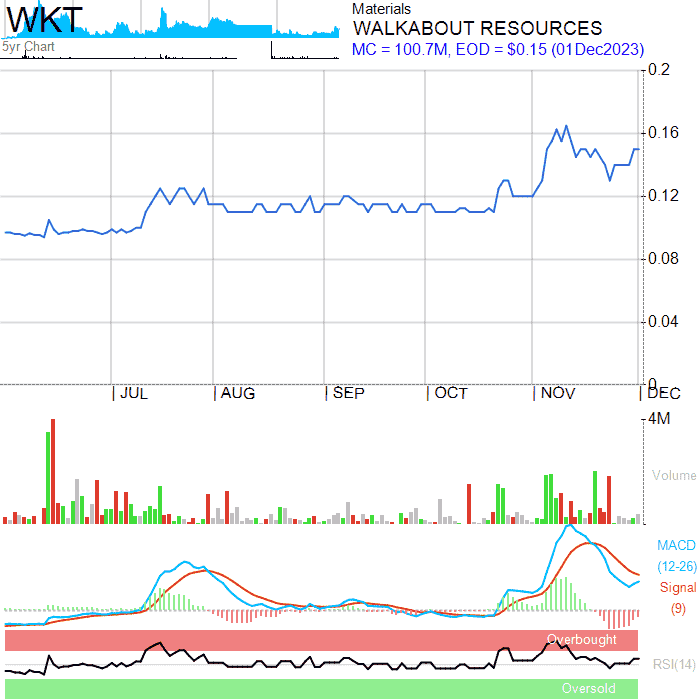 WKT
5yr Chart
Materials
WALKABOUT RESOURCES
MC = 100.7M, EOD = $0.15 (01Dec2023)
0.2
0.16
0.12
0.08
0.04
0
JUL AUG SEP OCT NOV DEC
4M
Volume
MACD
(12-26)
Signal
(9)
Overbought
RSI(14)
Oversold